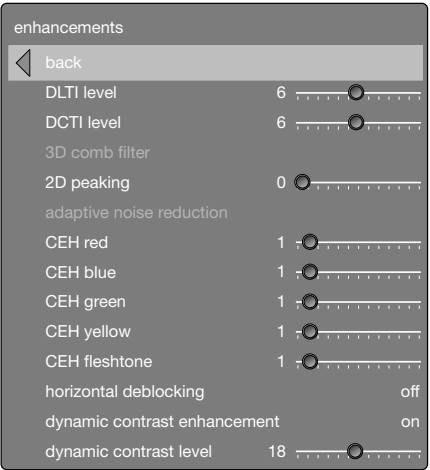 enhancements
back
DLTI level 6
DCTI level 6
3D comb filter
2D peaking 0
adaptive noise reduction
CEH red 1
CEH blue 1
CEH green 1
CEH yellow 1
CEH fleshtone 1
horizontal deblocking off
dynamic contrast enhancement on
dynamic contrast level 18